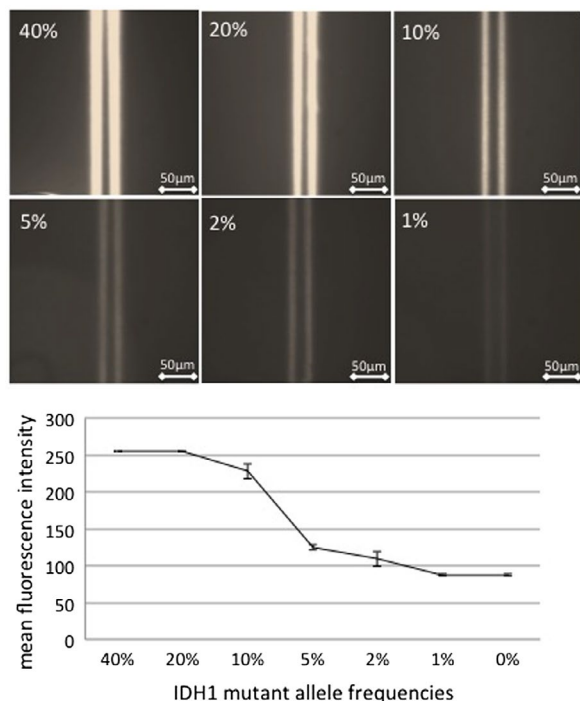 40%
20%
10%
50µm
50µm
50µm
5%
2%
1%
50µm
50µm
50µm
300
250
200
150
100
50
0
mean fluorescence intensity
40% 20% 10% 5% 2% 1% 0%
IDH1 mutant allele frequencies